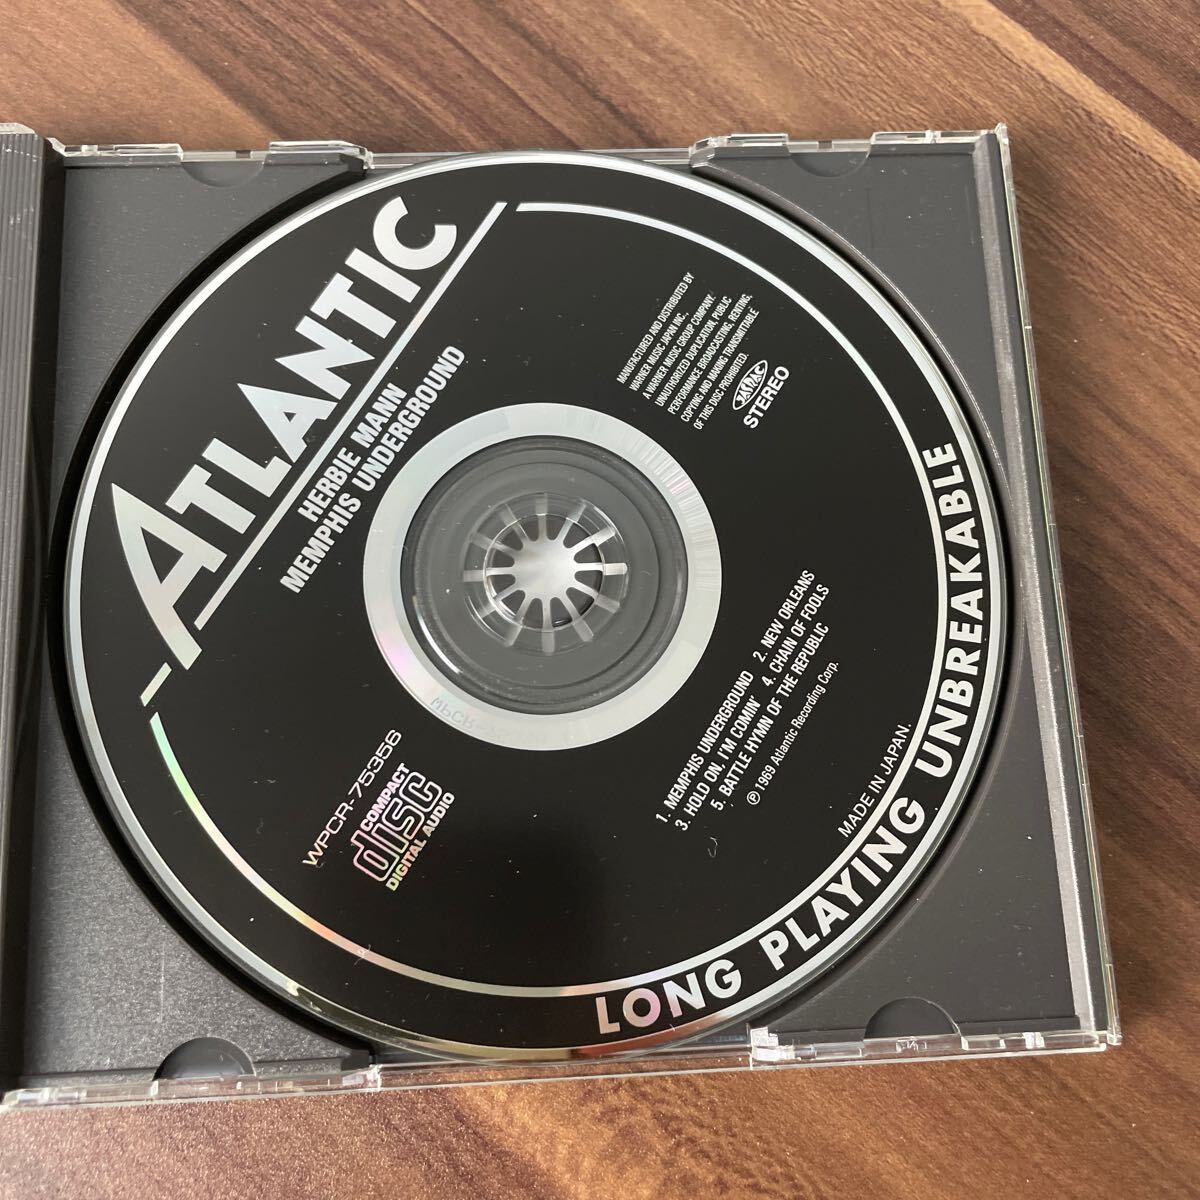 ATLANTIC
HERBIE MANN
MEMPHIS UNDERGROUND
MANUFACTURED AND DISTRIBUTED BY
WARNER MUSIC JAPAN INC.,
A WARNER MUSIC GROUP COMPANY.
UNAUTHORIZED DUPLICATION, PUBLIC
PERFORMANCE BROADCASTING, RENTING,
COPYING AND MAKING TRANSMITTABLE
OF THIS DISC PROHIBITED.
JASRAC
STEREO
WPCR-75356
COMPACT
disc
DIGITAL AUDIO
1. MEMPHIS UNDERGROUND 2. NEW ORLEANS
3. HOLD ON, I'M COMIN' 4. CHAIN OF FOOLS
5. BATTLE HYMN OF THE REPUBLIC
℗ 1969 Atlantic Recording Corp.
MADE IN JAPAN.
LONG PLAYING UNBREAKABLE